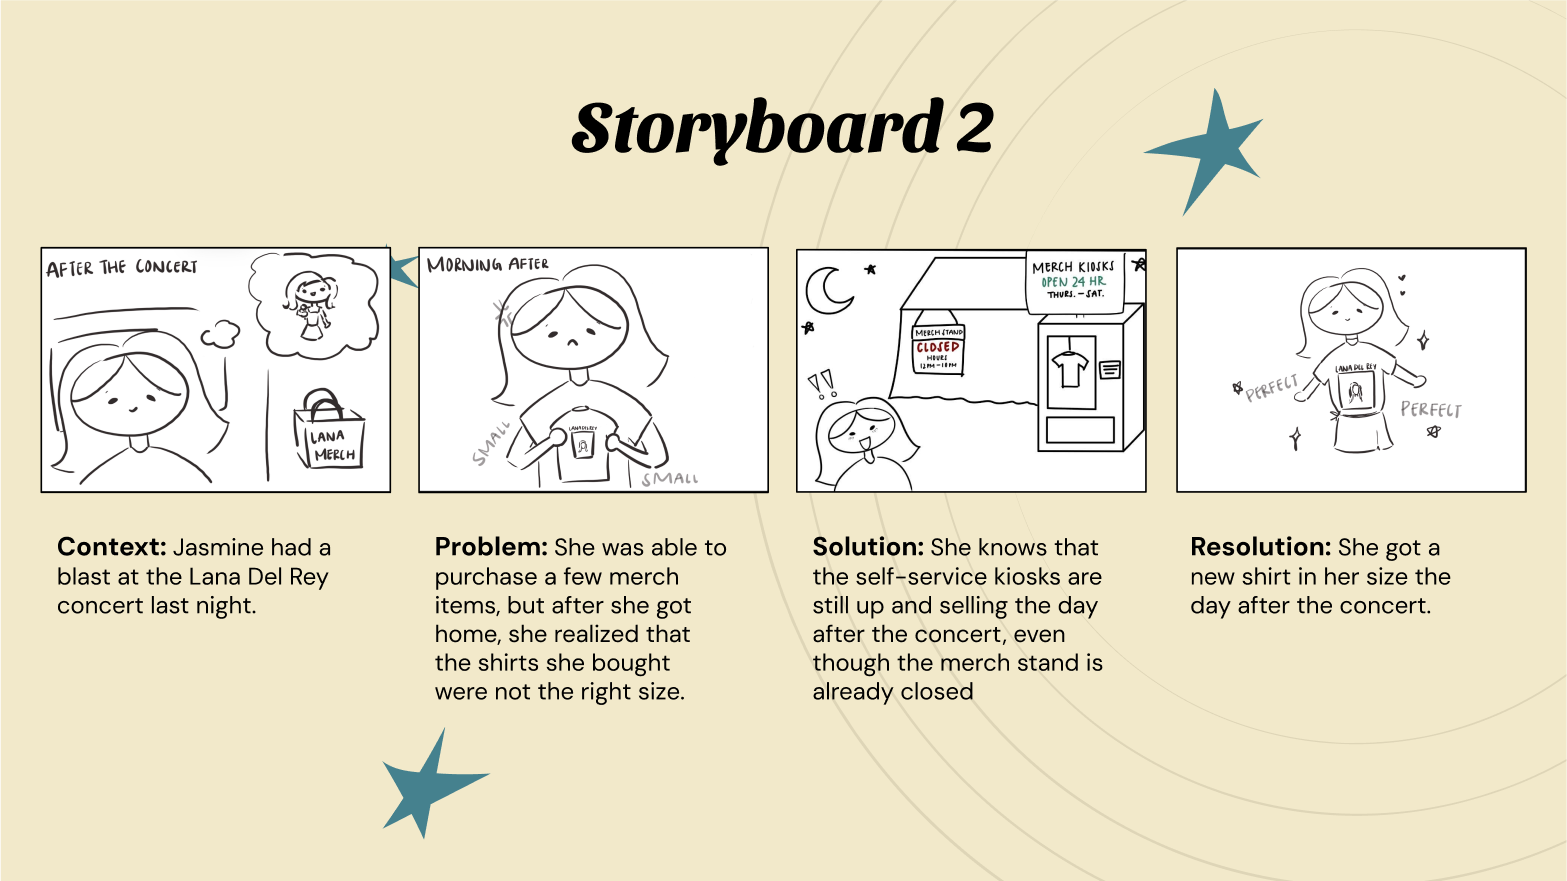 Storyboard 2
AFTER THE CONCERT
LANA
MERCH
MORNING AFTER
SMALL
LANA DEL REY
SMALL
MERCH KIOSKS
OPEN 24 HR
THURS. - SAT.
MERCH STAND
CLOSED
HOURS
12PM-10PM
!!
LANA DEL REY
PERFECT
PERFECT
Context: Jasmine had a
blast at the Lana Del Rey
concert last night.
Problem: She was able to
purchase a few merch
items, but after she got
home, she realized that
the shirts she bought
were not the right size.
Solution: She knows that
the self-service kiosks are
still up and selling the day
after the concert, even
though the merch stand is
already closed
Resolution: She got a
new shirt in her size the
day after the concert.